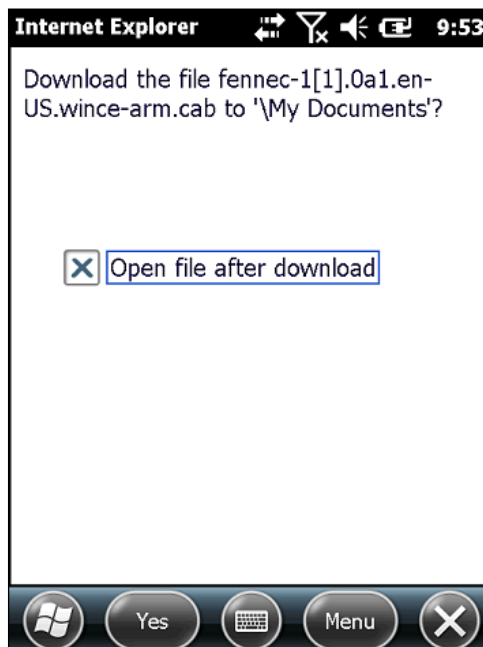 Internet Explorer 9:53
Download the file fennec-1[1].0a1.en-
US.wince-arm.cab to '\My Documents'?
Open file after download
Yes Menu